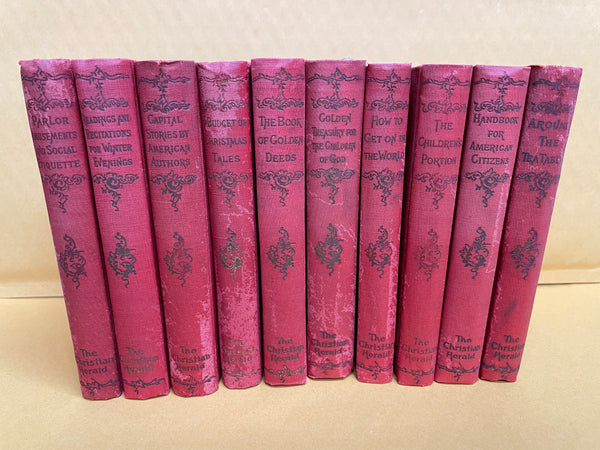 PARLOR
AMUSEMENTS
AND SOCIAL
ETIQUETTE
The
Christian
Herald
READINGS AND
RECITATIONS
FOR WINTER
EVENINGS
The
Christian
Herald
CAPITAL
STORIES BY
AMERICAN
AUTHORS
The
Christian
Herald
BUDGET OF
CHRISTMAS
TALES
The
Christian
Herald
THE BOOK
OF GOLDEN
DEEDS
The
Christian
Herald
GOLDEN
TREASURY FOR
THE CHILDREN
OF GOD
The
Christian
Herald
HOW TO
GET ON IN
THE WORLD
The
Christian
Herald
THE
CHILDREN'S
PORTION
The
Christian
Herald
HANDBOOK
FOR
AMERICAN
CITIZENS
The
Christian
Herald
AROUND
THE
TEA TABLE
The
Christian
Herald